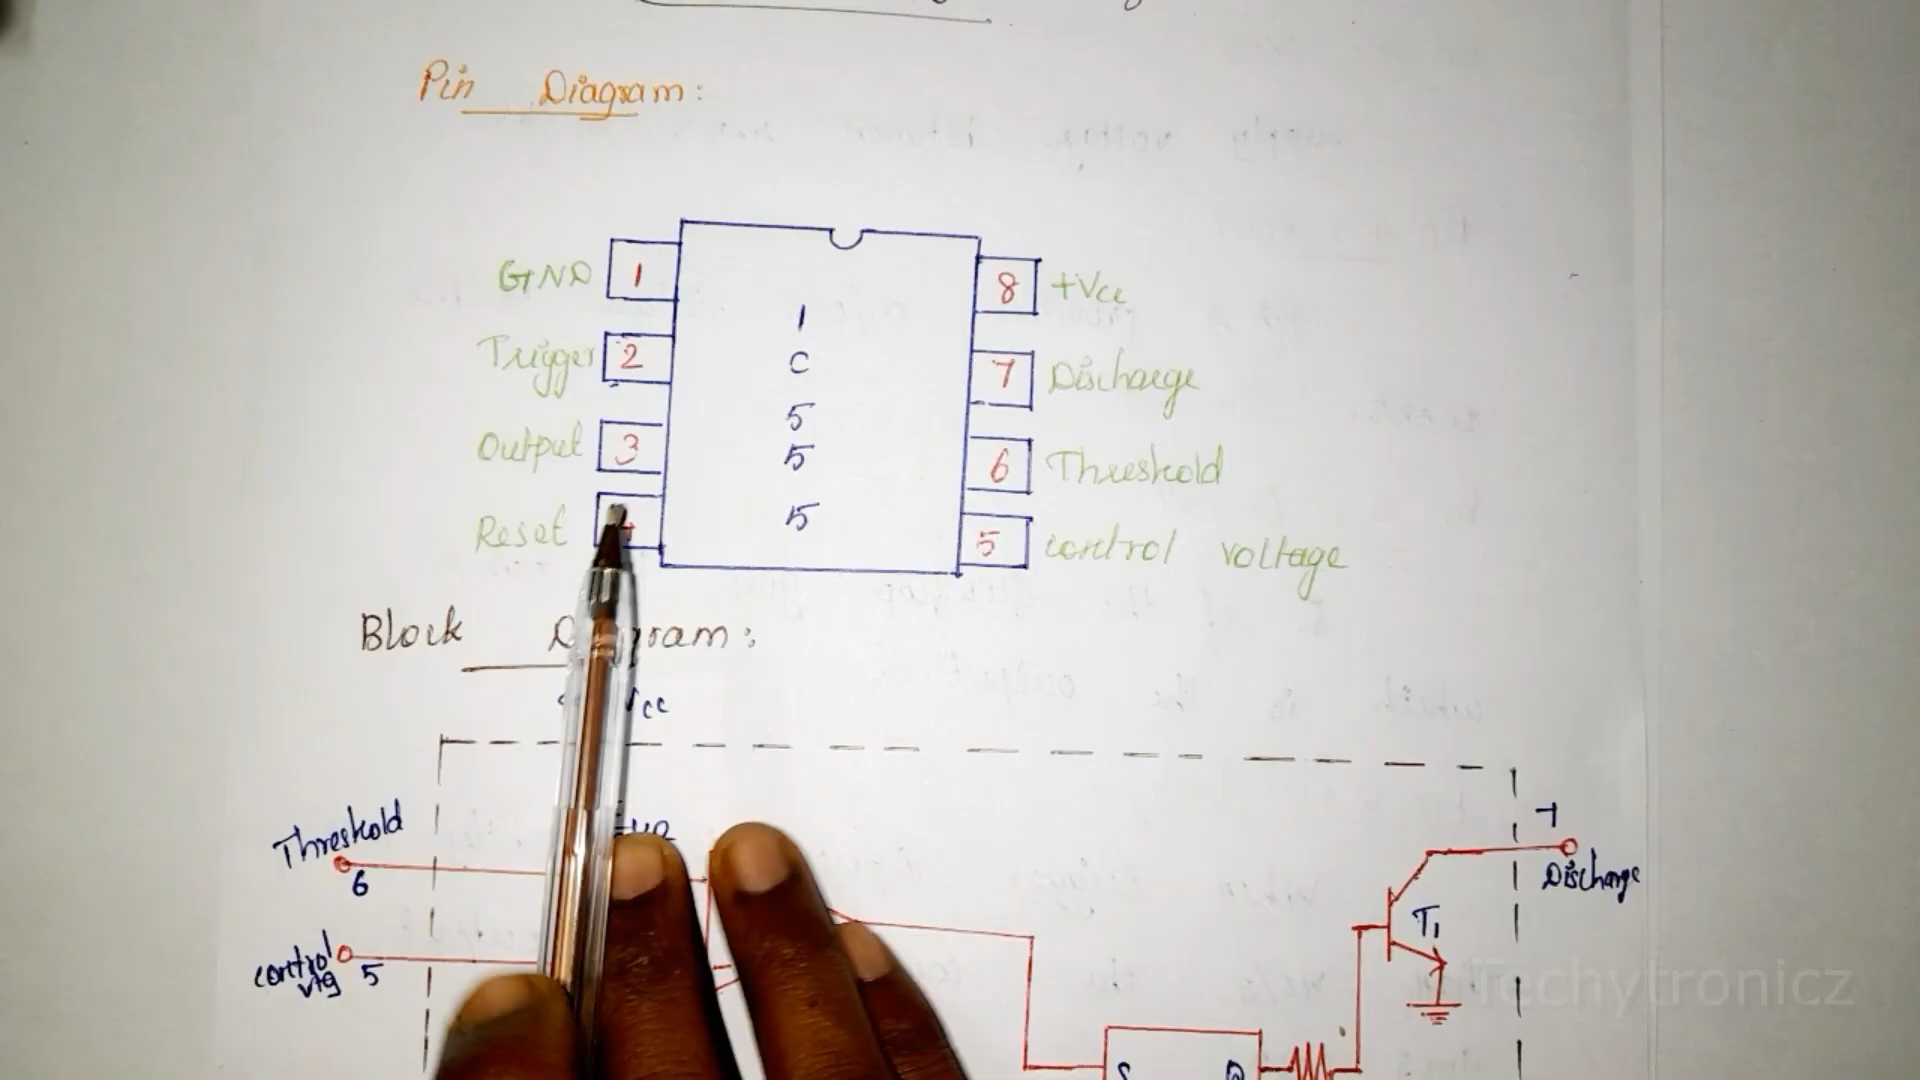 Pin Diagram:
GND 1
8 +Vcc
Trigger 2
7 Discharge
Output 3
6 Threshold
Reset
5 control voltage
I
C
5
5
5
Block
Vcc
Threshold
6
control
vtg 5
7
Discharge
T1
S
Techytronicz